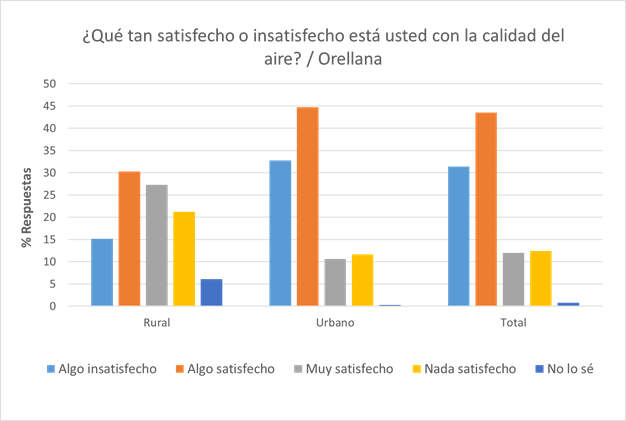 ¿Qué tan satisfecho o insatisfecho está usted con la calidad del
aire? / Orellana
50
45
40
35
30
25
20
15
10
5
0
% Respuestas
Rural Urbano Total
Algo insatisfecho Algo satisfecho Muy satisfecho Nada satisfecho No lo sé